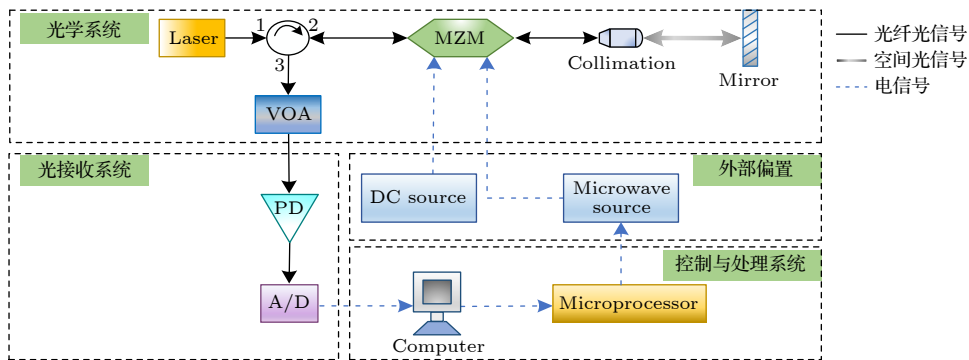 光学系统
Laser
1
2
3
MZM
Collimation
Mirror
VOA
光纤光信号
空间光信号
电信号
光接收系统
PD
A/D
外部偏置
DC source
Microwave
source
控制与处理系统
Computer
Microprocessor